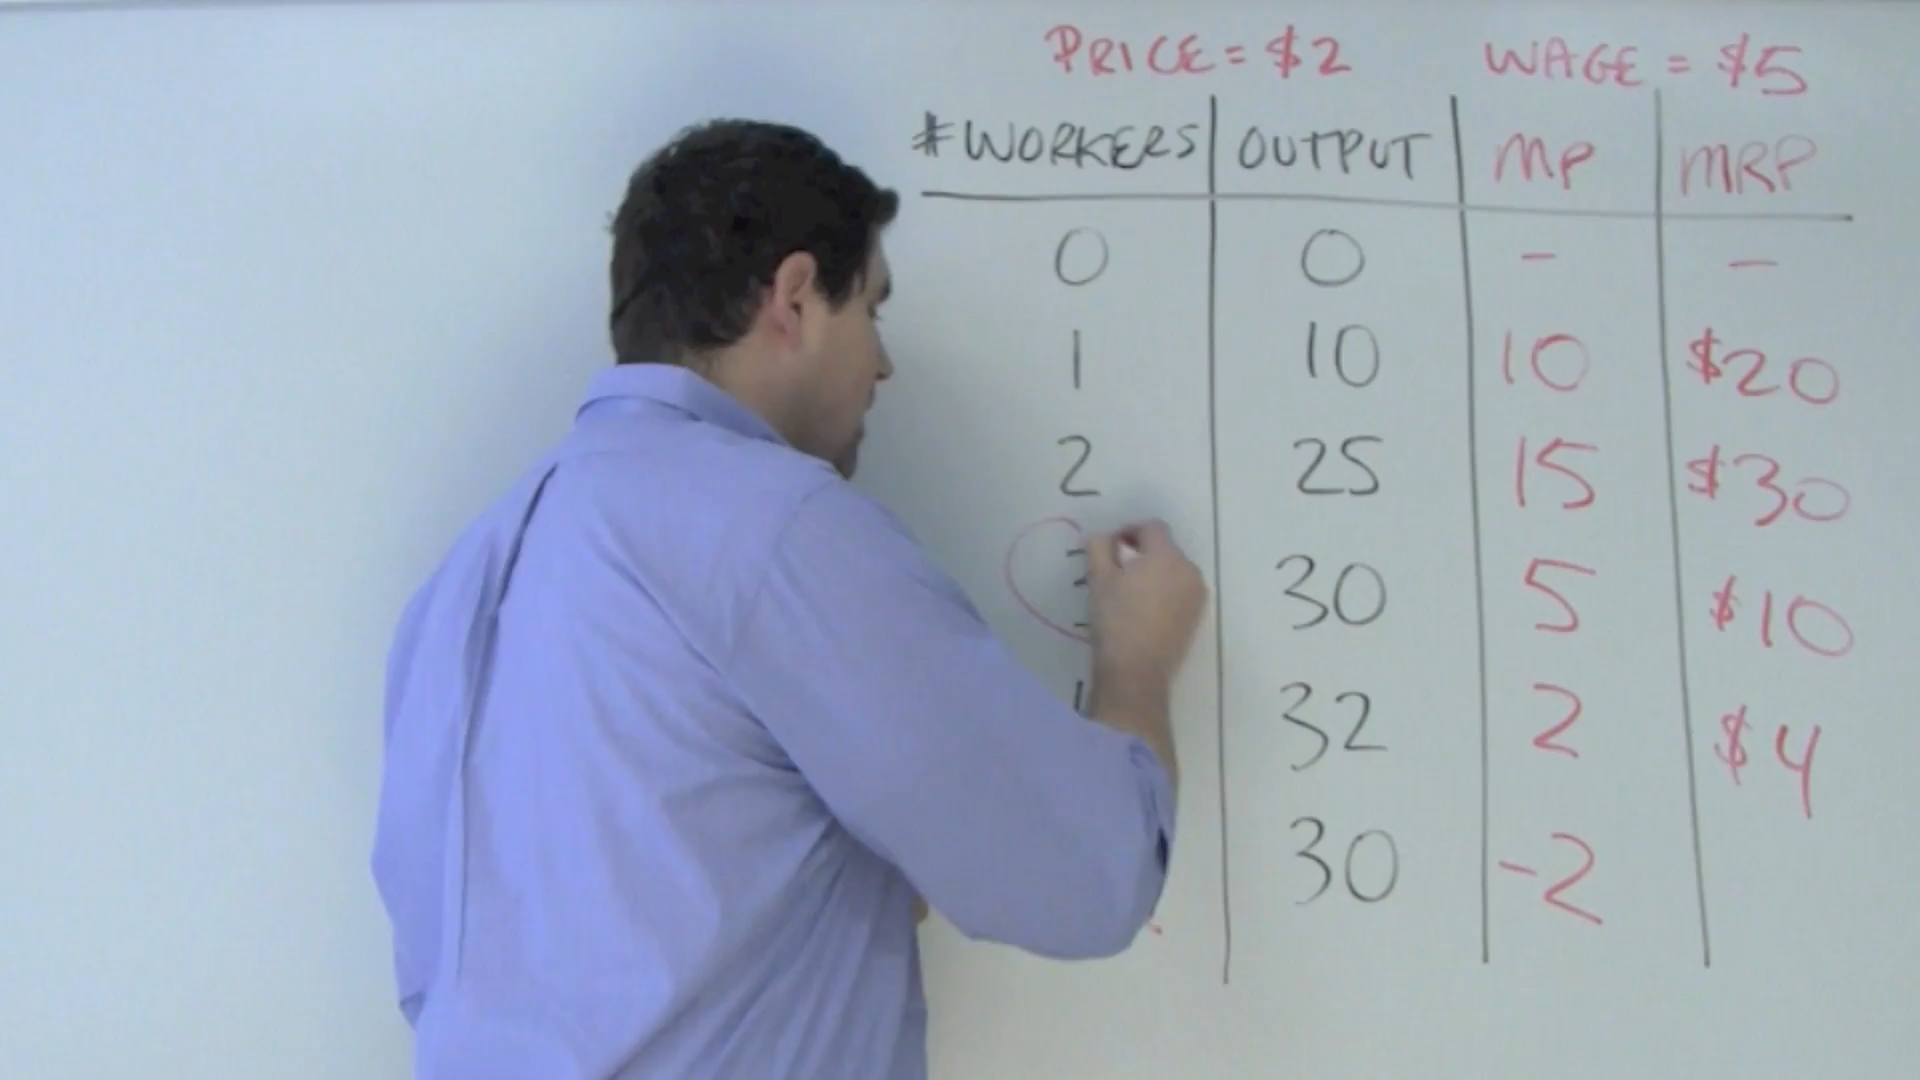 PRICE = $2 WAGE = $5
#WORKERS OUTPUT MP MRP
0 0 - -
1 10 10 $20
2 25 15 $30
30 5 $10
32 2 $4
30 -2